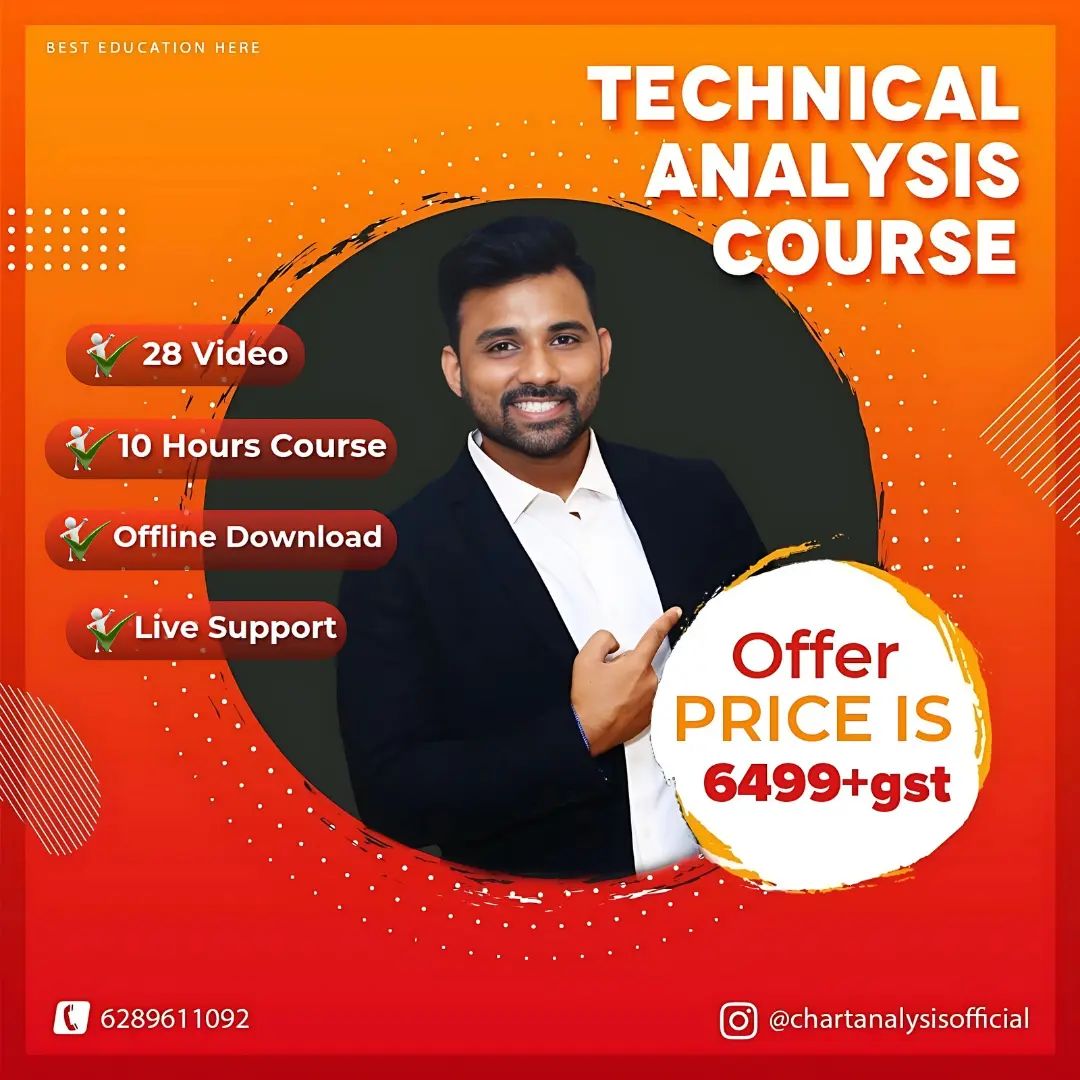 BEST EDUCATION HERE
TECHNICAL
ANALYSIS
COURSE
28 Video
10 Hours Course
Offline Download
Live Support
Offer
PRICE IS
6499+gst
6289611092
@chartanalysisofficial